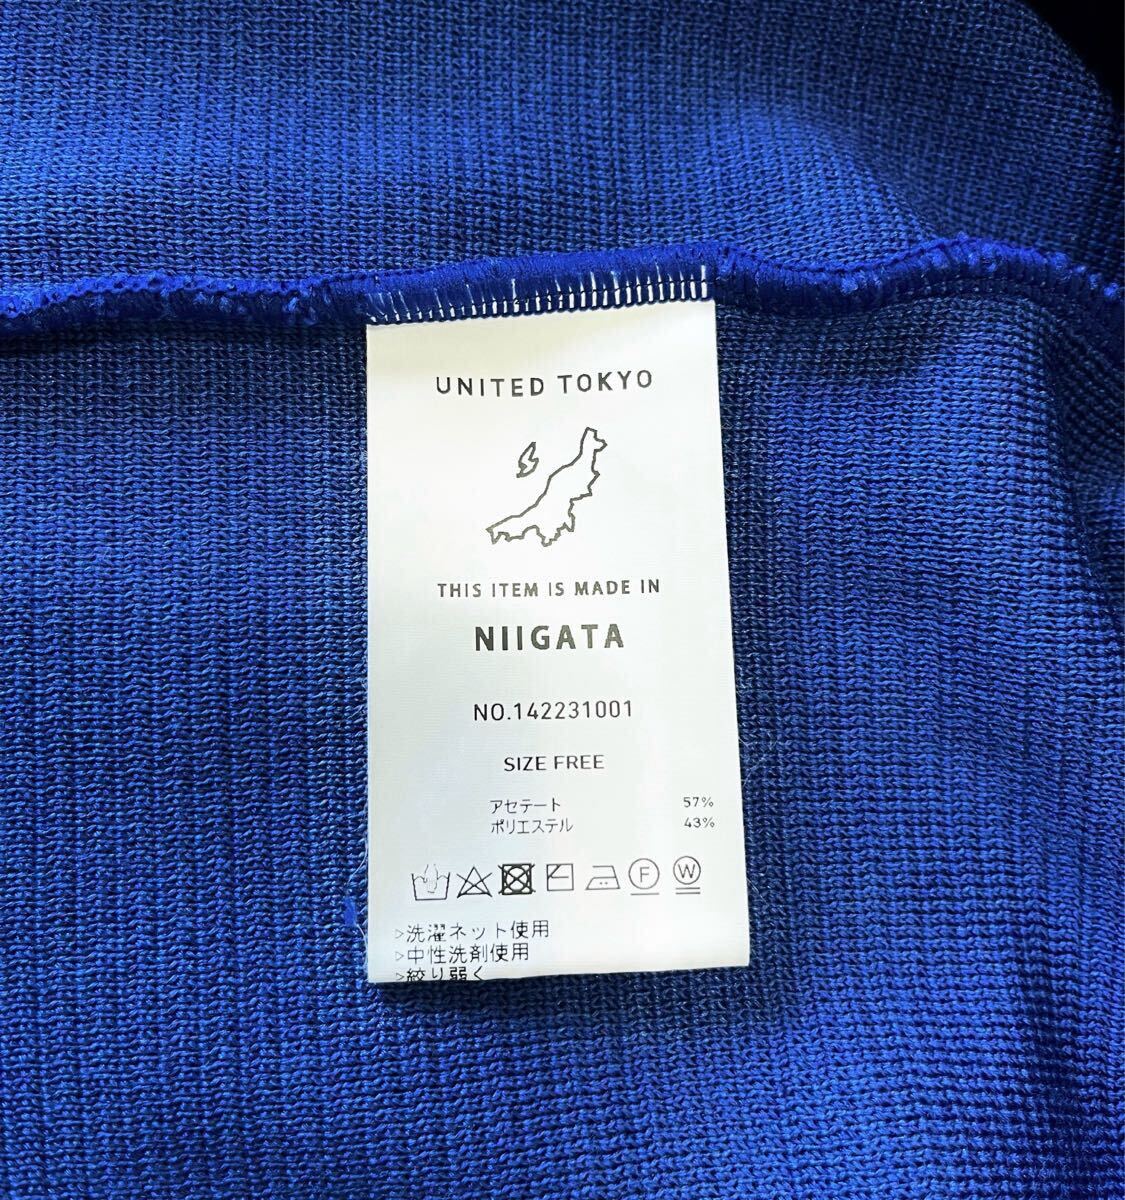 UNITED TOKYO
THIS ITEM IS MADE IN
NIIGATA
NO.142231001
SIZE FREE
アセテート 57%
ポリエステル 43%
F W
>洗濯ネット使用
>中性洗剤使用
>絞り弱く